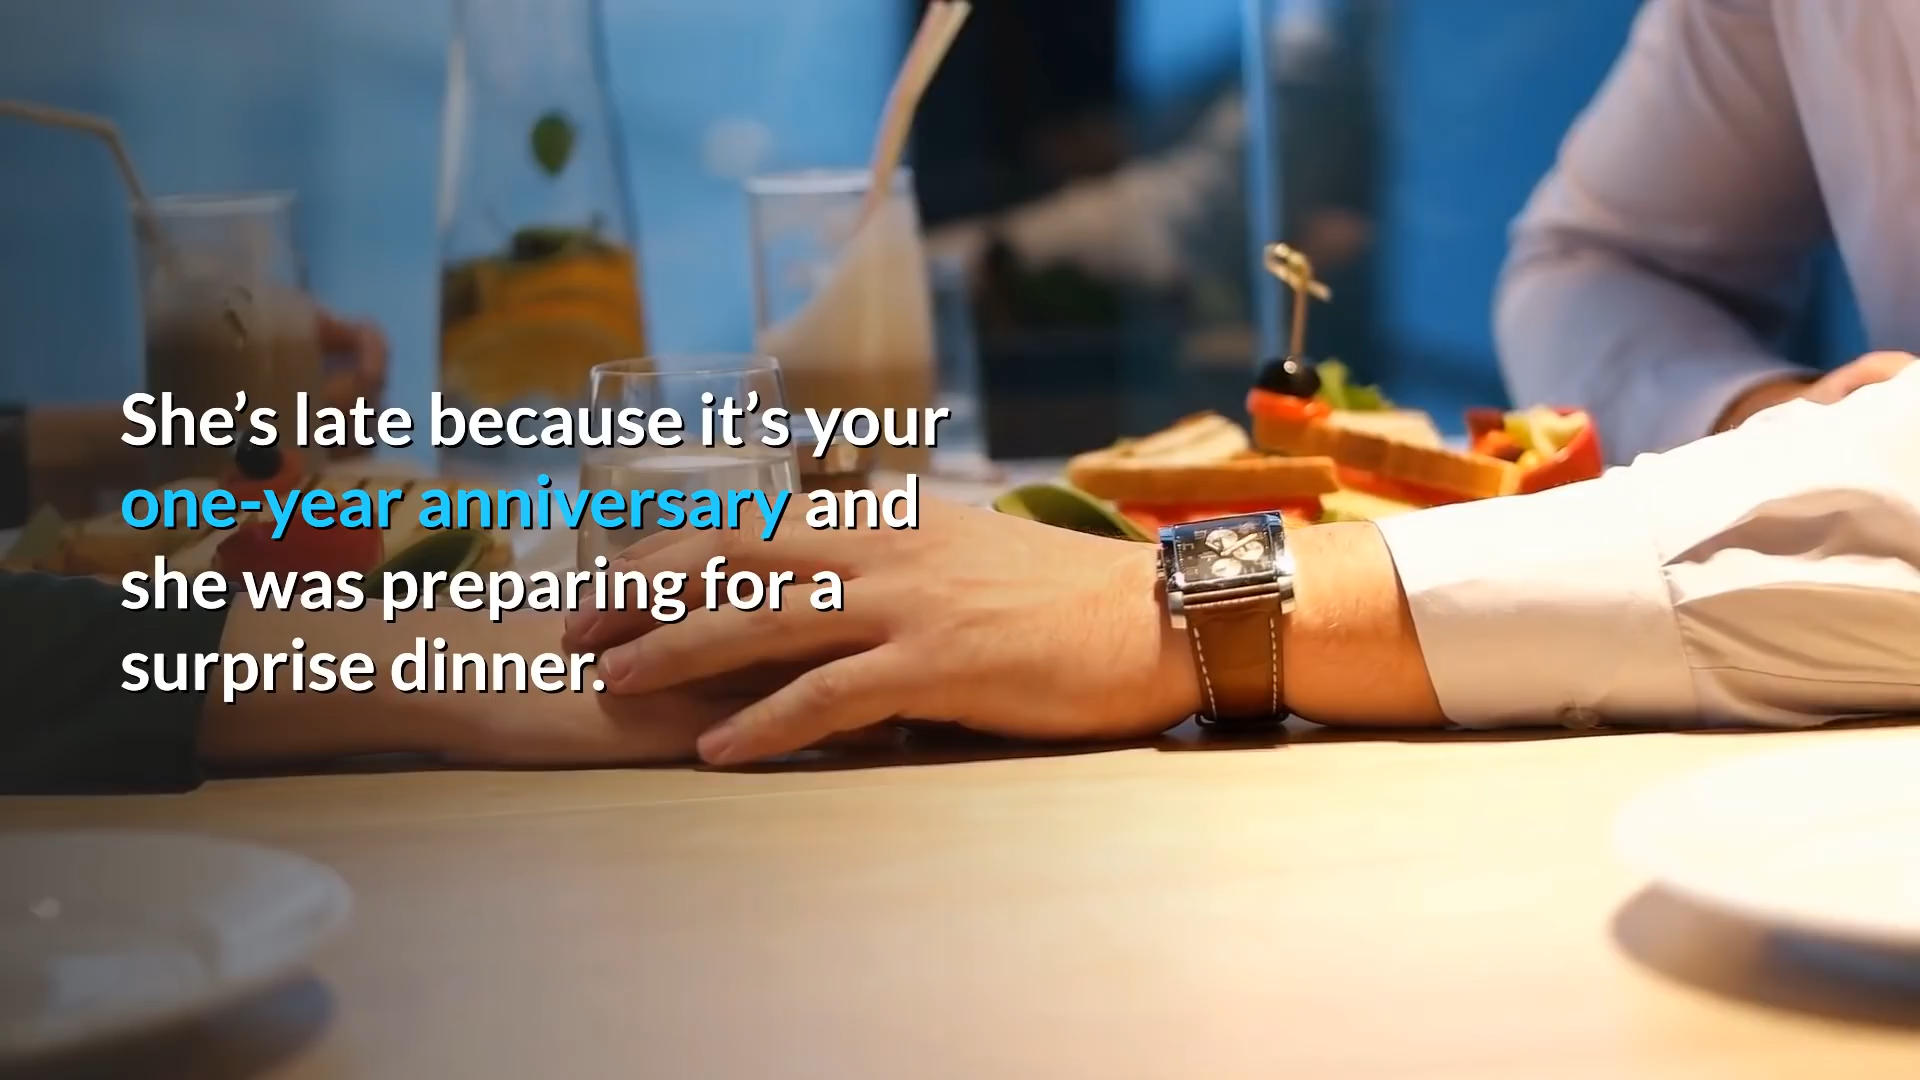 She’s late because it’s your
one-year anniversary and
she was preparing for a
surprise dinner.